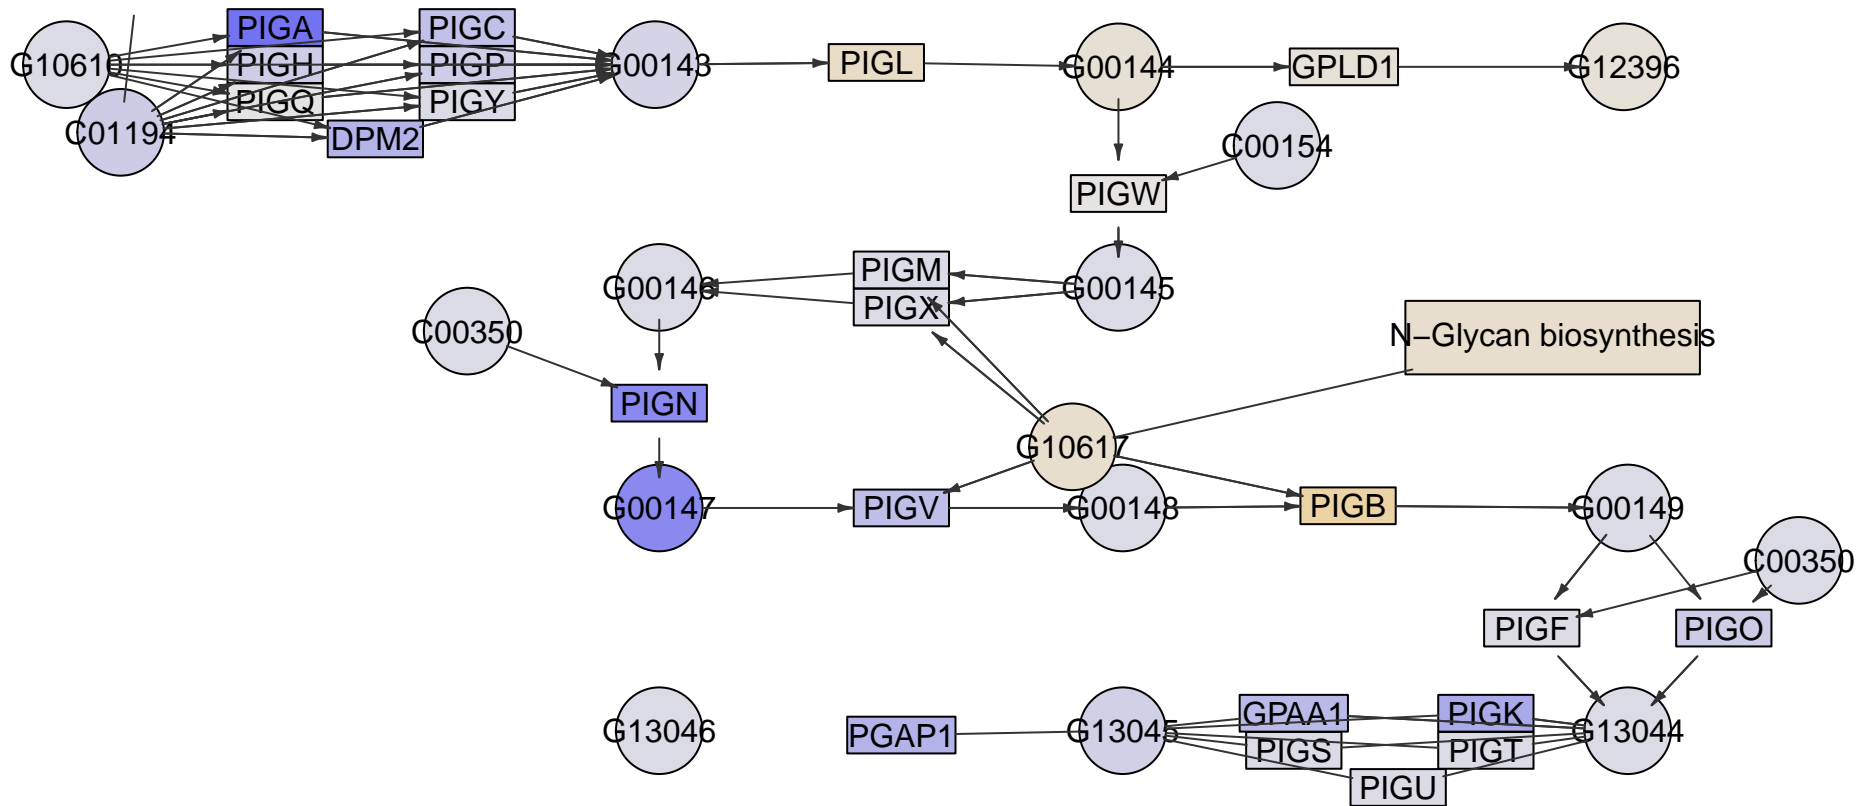 PIGA
PIGC
G10610
PIGH
PIGP
G00143
PIGL
G00144
GPLD1
G12396
PIGQ
PIGY
C01194
DPM2
C00154
PIGW
PIGM
G00146
G00145
PIGX
C00350
N–Glycan biosynthesis
PIGN
G10617
G00147
PIGV
G00148
PIGB
G00149
C00350
PIGF
PIGO
GPAA1
PIGK
G13046
PGAP1
G13045
G13044
PIGS
PIGT
PIGU